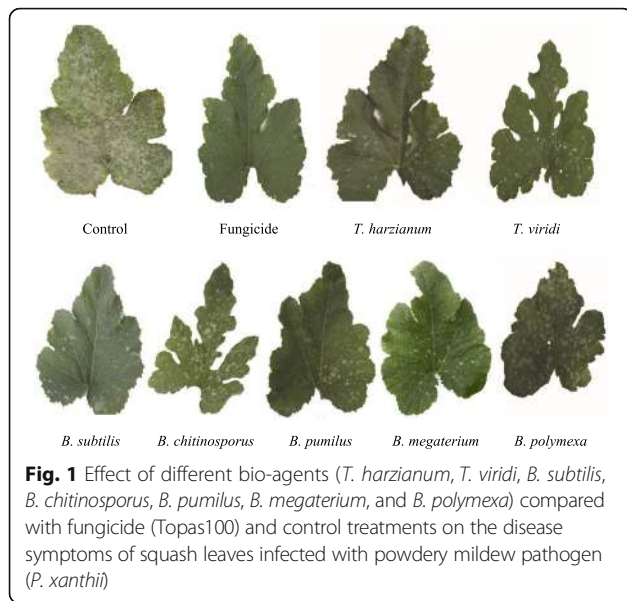 Control
Fungicide
T. harzianum
T. viridi
B. subtilis
B. chitinosporus
B. pumilus
B. megaterium
B. polymexa
Fig. 1 Effect of different bio-agents (T. harzianum, T. viridi, B. subtilis,
B. chitinosporus, B. pumilus, B. megaterium, and B. polymexa) compared
with fungicide (Topas100) and control treatments on the disease
symptoms of squash leaves infected with powdery mildew pathogen
(P. xanthii)